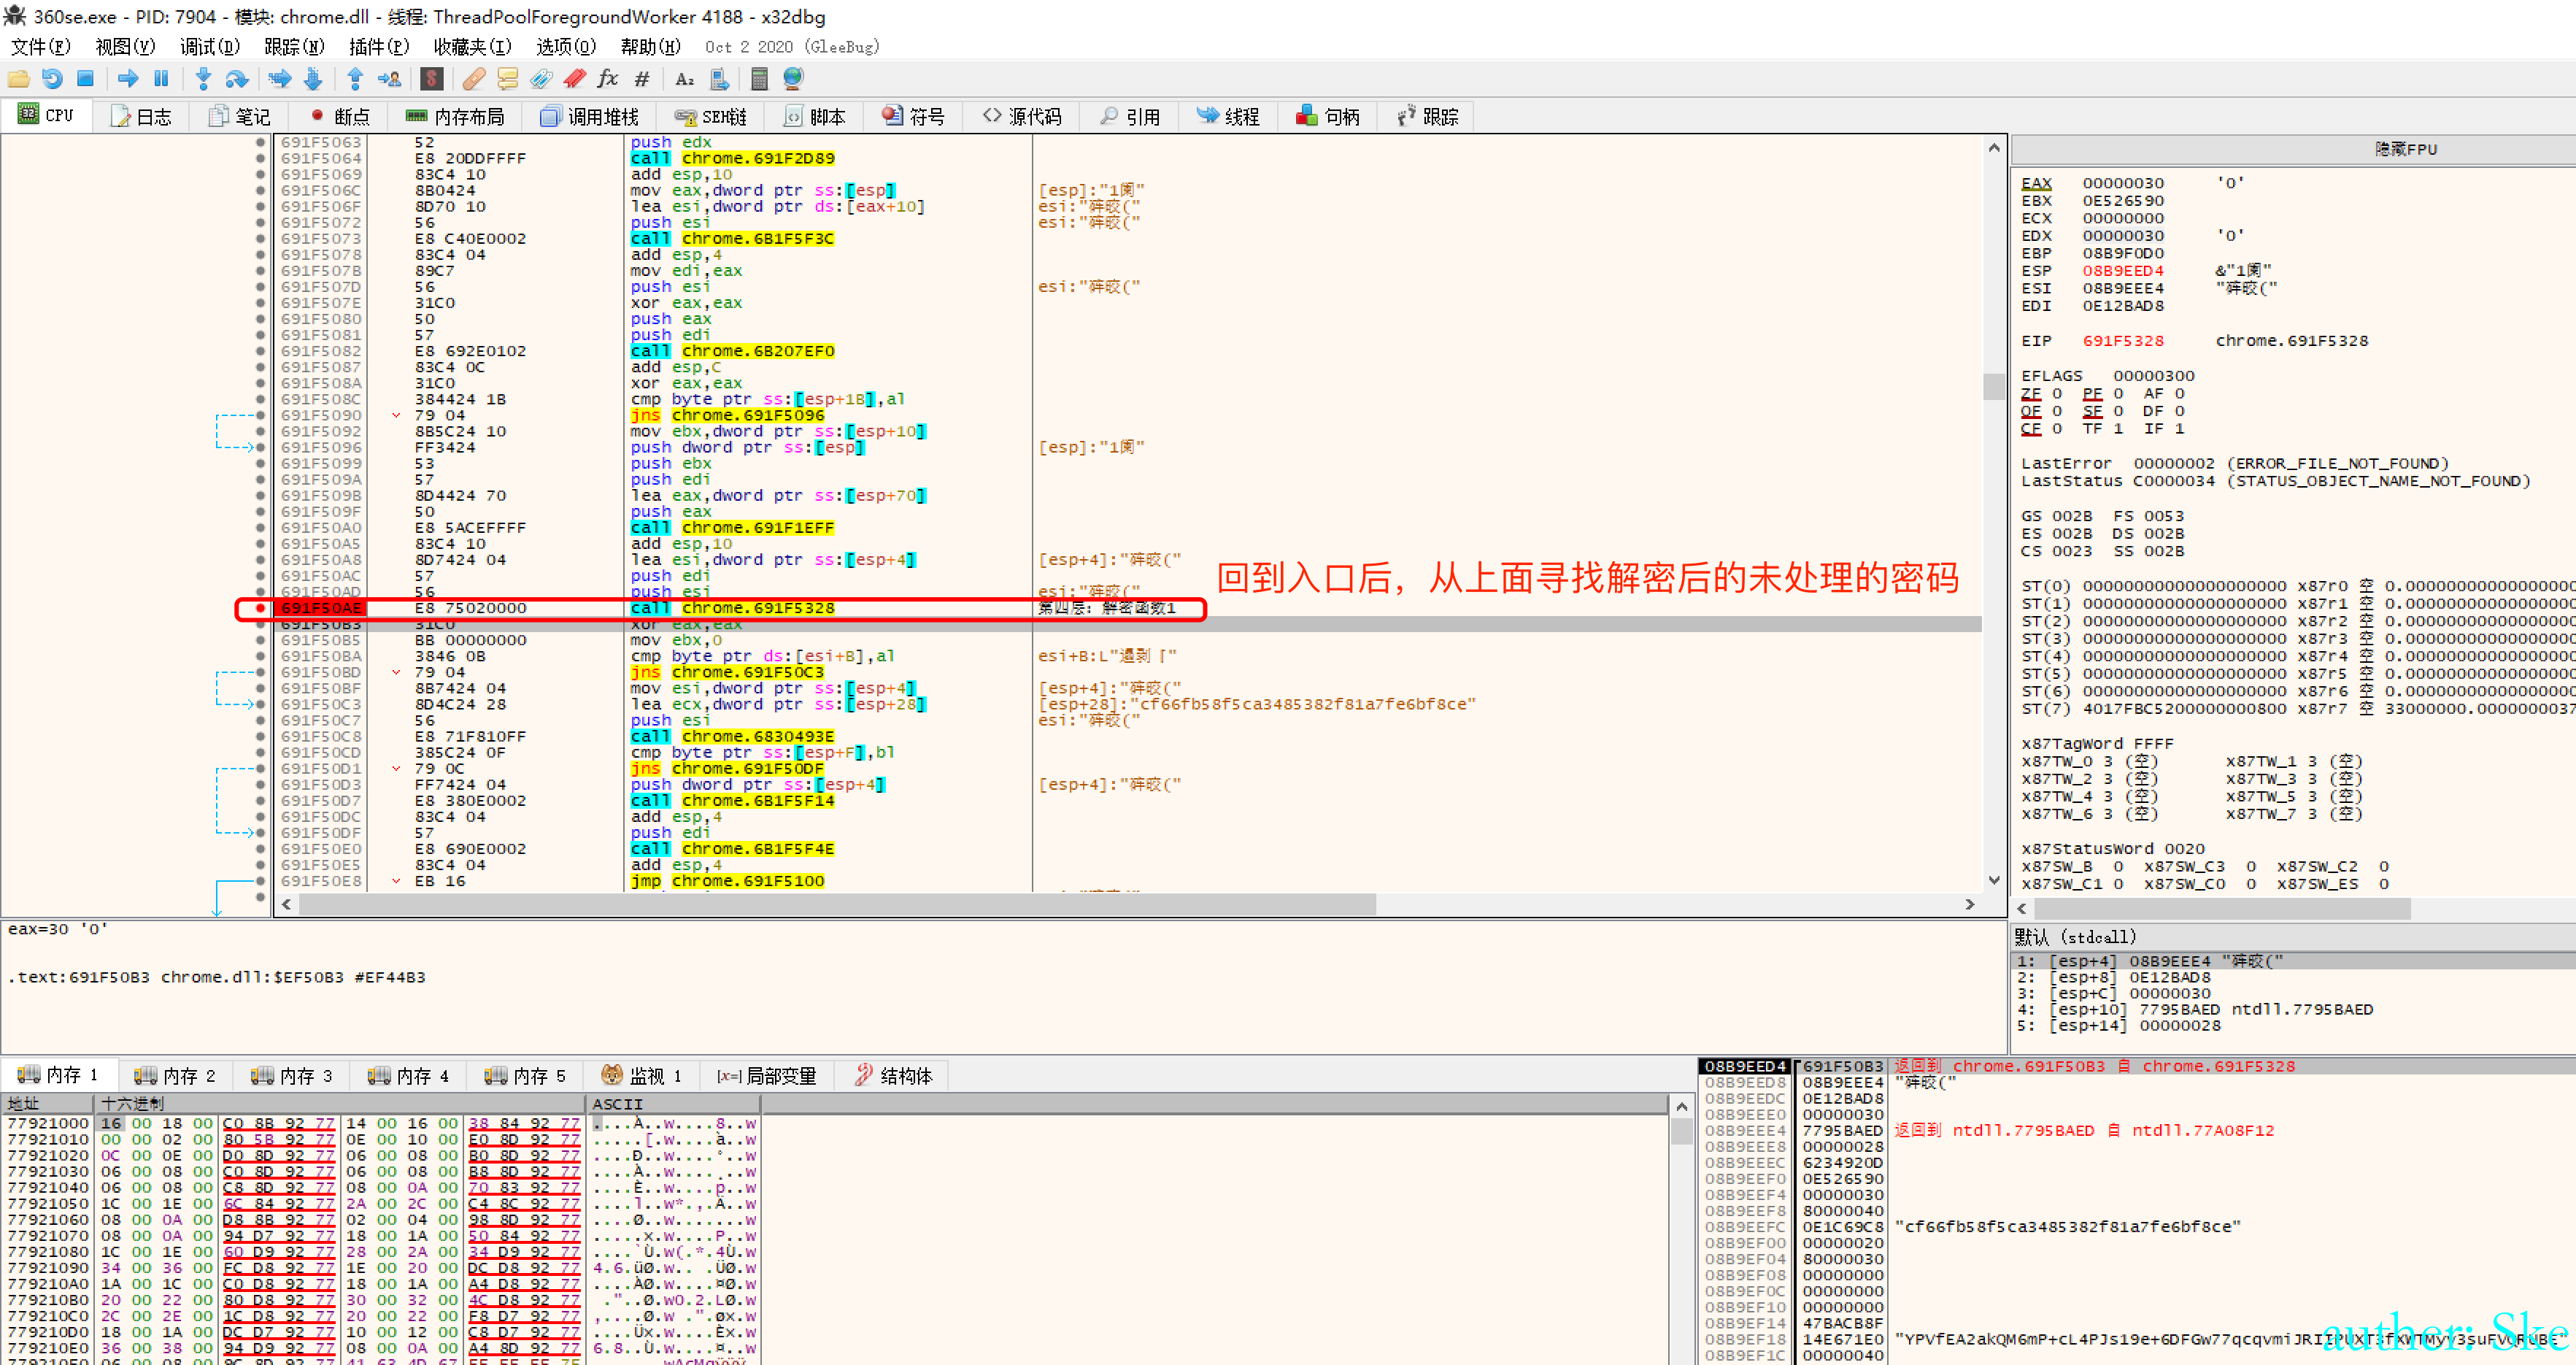 360se.exe - PID: 7904 - 模块: chrome.dll - 线程: ThreadPoolForegroundWorker 4188 - x32dbg
文件(F) 视图(V) 调试(D) 跟踪(N) 插件(P) 收藏夹(I) 选项(O) 帮助(H) Oct 2 2020 (GleeBug)
CPU 日志 笔记 断点 内存布局 调用堆栈 SEH链 脚本 符号 源代码 引用 线程 句柄 跟踪
691F5063 52 push edx
691F5064 E8 20DDFFFF call chrome.691F2D89
691F5069 83C4 10 add esp,10
691F506C 8B0424 mov eax,dword ptr ss:[esp] [esp]:"1阌"
691F506F 8D70 10 lea esi,dword ptr ds:[eax+10] esi:"砗晈("
691F5072 56 push esi esi:"砗晈("
691F5073 E8 C40E0002 call chrome.6B1F5F3C
691F5078 83C4 04 add esp,4
691F507B 89C7 mov edi,eax
691F507D 56 push esi esi:"砗晈("
691F507E 31C0 xor eax,eax
691F5080 50 push eax
691F5081 57 push edi
691F5082 E8 692E0102 call chrome.6B207EF0
691F5087 83C4 0C add esp,C
691F508A 31C0 xor eax,eax
691F508C 384424 1B cmp byte ptr ss:[esp+1B],al
691F5090 79 04 jns chrome.691F5096
691F5092 8B5C24 10 mov ebx,dword ptr ss:[esp+10]
691F5096 FF3424 push dword ptr ss:[esp] [esp]:"1阌"
691F5099 53 push ebx
691F509A 57 push edi
691F509B 8D4424 70 lea eax,dword ptr ss:[esp+70]
691F509F 50 push eax
691F50A0 E8 5ACEFFFF call chrome.691F1EFF
691F50A5 83C4 10 add esp,10
691F50A8 8D7424 04 lea esi,dword ptr ss:[esp+4] [esp+4]:"砗晈("
691F50AC 57 push edi
回到入口后，从上面寻找解密后的未处理的密码
691F50AD 56 push esi esi:"砗晈("
691F50AE E8 75020000 call chrome.691F5328 第四层: 解密函数1
691F50B3 31C0 xor eax,eax
691F50B5 BB 00000000 mov ebx,0
691F50BA 3846 0B cmp byte ptr ds:[esi+B],al
691F50BD 79 04 jns chrome.691F50C3
691F50BF 8B7424 04 mov esi,dword ptr ss:[esp+4] [esp+4]:"砗晈("
691F50C3 8D4C24 28 lea ecx,dword ptr ss:[esp+28] [esp+28]:"cf66fb58f5ca3485382f81a7fe6bf8ce"
691F50C7 56 push esi esi:"砗晈("
691F50C8 E8 71F810FF call chrome.6830493E
691F50CD 385C24 0F cmp byte ptr ss:[esp+F],bl
691F50D1 79 0C jns chrome.691F50DF
691F50D3 FF7424 04 push dword ptr ss:[esp+4] [esp+4]:"砗晈("
691F50D7 E8 380E0002 call chrome.6B1F5F14
691F50DC 83C4 04 add esp,4
691F50DF 57 push edi
691F50E0 E8 690E0002 call chrome.6B1F5F4E
691F50E5 83C4 04 add esp,4
691F50E8 EB 16 jmp chrome.691F5100
隐藏FPU
EAX 00000030 '0'
EBX 0E526590
ECX 00000000
EDX 00000030 '0'
EBP 08B9F0D0
ESP 08B9EED4 &"1阌"
ESI 08B9EEE4 "砗晈("
EDI 0E12BAD8
EIP 691F5328 chrome.691F5328
EFLAGS 00000300
ZF 0 PF 0 AF 0
OF 0 SF 0 DF 0
CF 0 TF 1 IF 1
LastError 00000002 (ERROR_FILE_NOT_FOUND)
LastStatus C0000034 (STATUS_OBJECT_NAME_NOT_FOUND)
GS 002B FS 0053
ES 002B DS 002B
CS 0023 SS 002B
ST(0) 00000000000000000000 x87r0 空 0.0000000000000000
ST(1) 00000000000000000000 x87r1 空 0.0000000000000000
ST(2) 00000000000000000000 x87r2 空 0.0000000000000000
ST(3) 00000000000000000000 x87r3 空 0.0000000000000000
ST(4) 00000000000000000000 x87r4 空 0.0000000000000000
ST(5) 00000000000000000000 x87r5 空 0.0000000000000000
ST(6) 00000000000000000000 x87r6 空 0.0000000000000000
ST(7) 4017FBC5200000000800 x87r7 空 33000000.0000000037
x87TagWord FFFF
x87TW_0 3 (空) x87TW_1 3 (空)
x87TW_2 3 (空) x87TW_3 3 (空)
x87TW_4 3 (空) x87TW_5 3 (空)
x87TW_6 3 (空) x87TW_7 3 (空)
x87StatusWord 0020
x87SW_B 0 x87SW_C3 0 x87SW_C2 0
x87SW_C1 0 x87SW_C0 0 x87SW_ES 0
eax=30 '0'
.text:691F50B3 chrome.dll:$EF50B3 #EF44B3
默认 (stdcall)
1: [esp+4] 08B9EEE4 "砗晈("
2: [esp+8] 0E12BAD8
3: [esp+C] 00000030
4: [esp+10] 7795BAED ntdll.7795BAED
5: [esp+14] 00000028
内存 1 内存 2 内存 3 内存 4 内存 5 监视 1 [x=]局部变量 结构体
地址 十六进制 ASCII
77921000 16 00 18 00 C0 8B 92 77 14 00 16 00 38 84 92 77 ....À..w....8..w
77921010 00 00 02 00 80 5B 92 77 0E 00 10 00 E0 8D 92 77 .....[.w....à..w
77921020 0C 00 0E 00 D0 8D 92 77 06 00 08 00 B0 8D 92 77 ....Ð..w....°..w
77921030 06 00 08 00 C0 8D 92 77 06 00 08 00 B8 8D 92 77 ....À..w....¸..w
77921040 06 00 08 00 C8 8D 92 77 08 00 0A 00 70 83 92 77 ....È..w....p..w
77921050 1C 00 1E 00 6C 84 92 77 2A 00 2C 00 C4 8C 92 77 ....l..w*.,.Ä..w
77921060 08 00 0A 00 D8 8B 92 77 02 00 04 00 98 8D 92 77 ....Ø..w.......w
77921070 08 00 0A 00 94 D7 92 77 18 00 1A 00 50 84 92 77 .....×.w....P..w
77921080 1C 00 1E 00 60 D9 92 77 28 00 2A 00 34 D9 92 77 ....`Ù.w(.*.4Ù.w
77921090 34 00 36 00 FC D8 92 77 1E 00 20 00 DC D8 92 77 4.6.üØ.w.. .ÜØ.w
779210A0 1A 00 1C 00 C0 D8 92 77 18 00 1A 00 A4 D8 92 77 ....ÀØ.w....¤Ø.w
779210B0 20 00 22 00 80 D8 92 77 30 00 32 00 4C D8 92 77  .".Ø.w0.2.LØ.w
779210C0 2C 00 2E 00 1C D8 92 77 20 00 22 00 F8 D7 92 77 ,....Ø.w .".ø×.w
779210D0 18 00 1A 00 DC D7 92 77 10 00 12 00 C8 D7 92 77 ....Ü×.w....È×.w
779210E0 36 00 38 00 94 D9 92 77 08 00 0A 00 A4 8D 92 77 6.8..Ù.w....¤..w
08B9EED4 691F50B3 返回到 chrome.691F50B3 自 chrome.691F5328
08B9EED8 08B9EEE4 "砗晈("
08B9EEDC 0E12BAD8
08B9EEE0 00000030
08B9EEE4 7795BAED 返回到 ntdll.7795BAED 自 ntdll.77A08F12
08B9EEE8 00000028
08B9EEEC 6234920D
08B9EEF0 0E526590
08B9EEF4 00000030
08B9EEF8 80000040
08B9EEFC 0E1C69C8 "cf66fb58f5ca3485382f81a7fe6bf8ce"
08B9EF00 00000020
08B9EF04 80000030
08B9EF08 00000000
08B9EF0C 00000000
08B9EF10 00000000
08B9EF14 47BACB8F
08B9EF18 14E671E0
08B9EF1C 00000040
auther: Ske